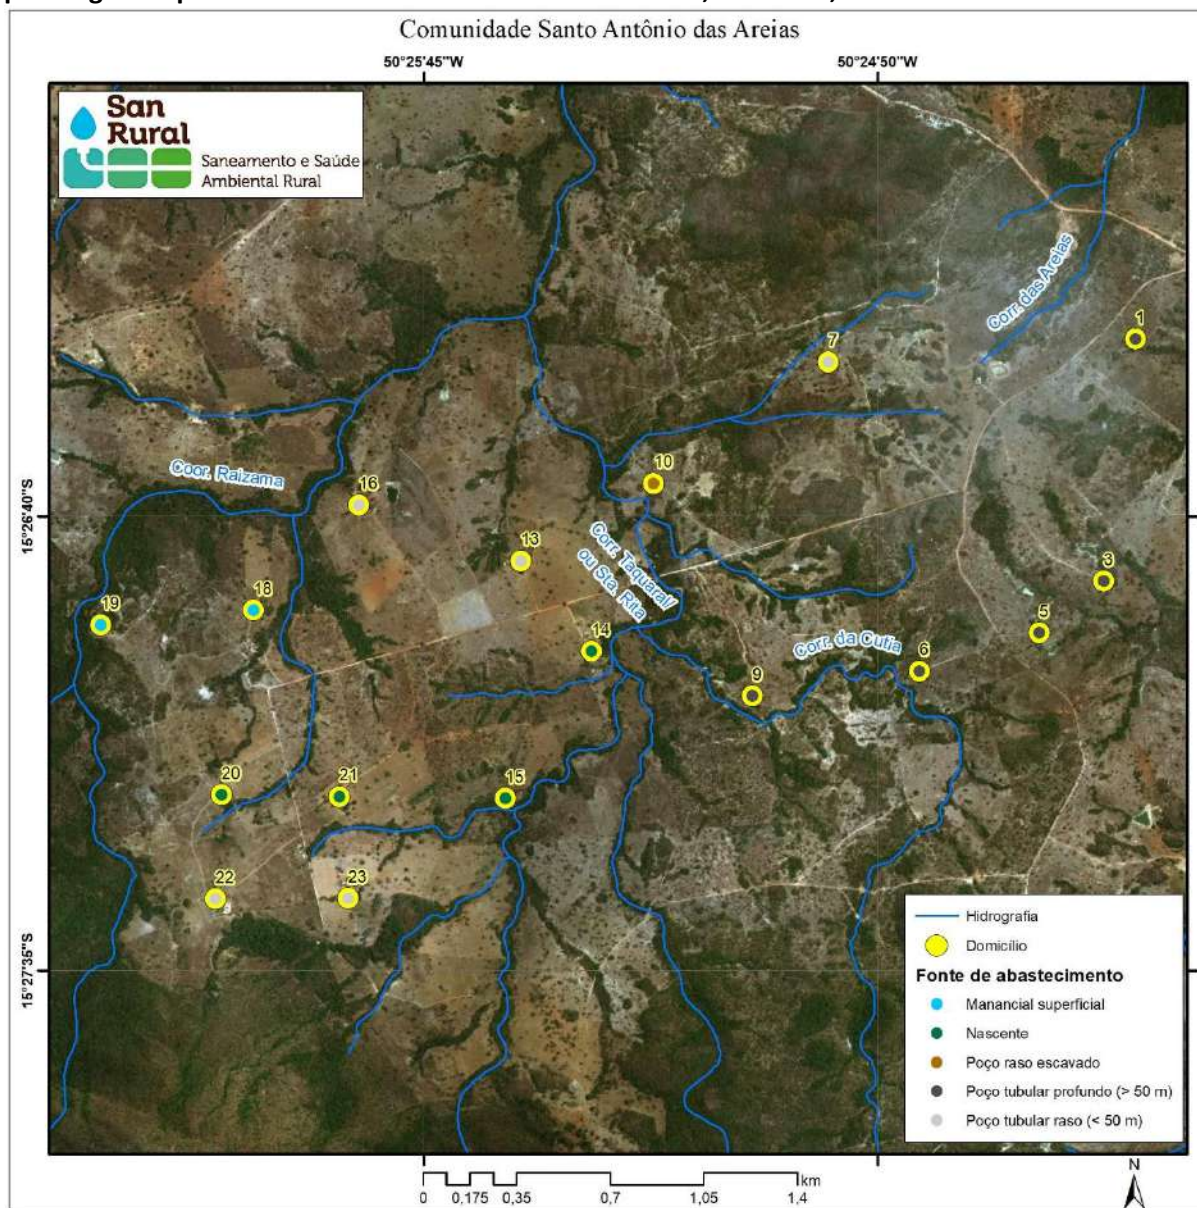 Comunidade Santo Antônio das Areias
50°25'45"W
50°24'50"W
San
Rural
Saneamento e Saúde
Ambiental Rural
Corr. das Areias
1
7
10
Coor. Raizama
16
15°26'40"S
13
Corr. Taquaral/
ou Sta. Rita
3
18
19
5
14
Corr. da Cutia
6
9
20
21
15
22
23
Hidrografia
Domicílio
Fonte de abastecimento
Manancial superficial
Nascente
Poço raso escavado
Poço tubular profundo (> 50 m)
Poço tubular raso (< 50 m)
15°27'35"S
km
0 0,175 0,35 0,7 1,05 1,4
N